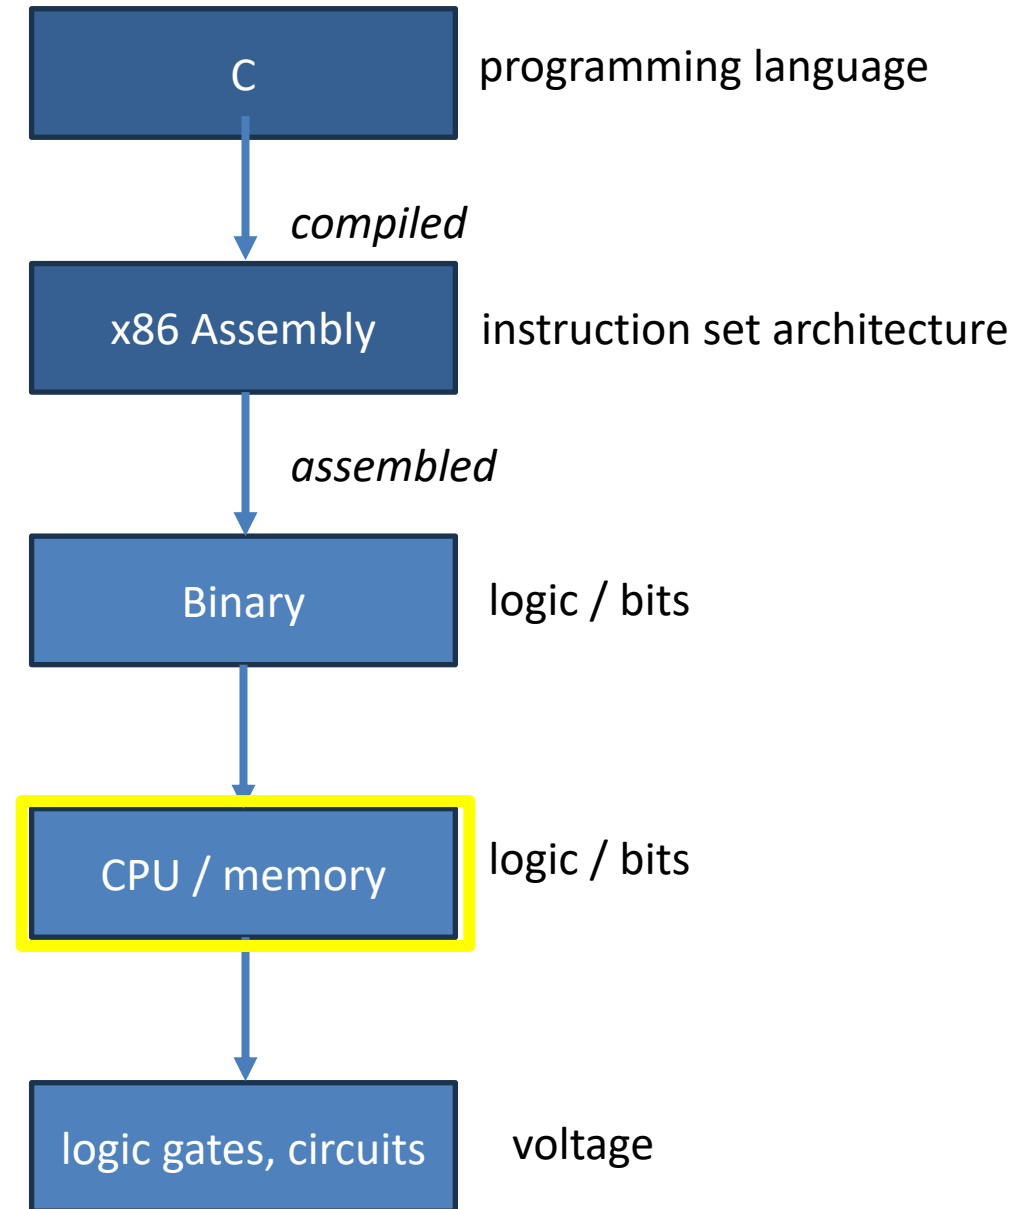 C
programming language
compiled
x86 Assembly
instruction set architecture
assembled
Binary
logic / bits
CPU / memory
logic / bits
logic gates, circuits
voltage